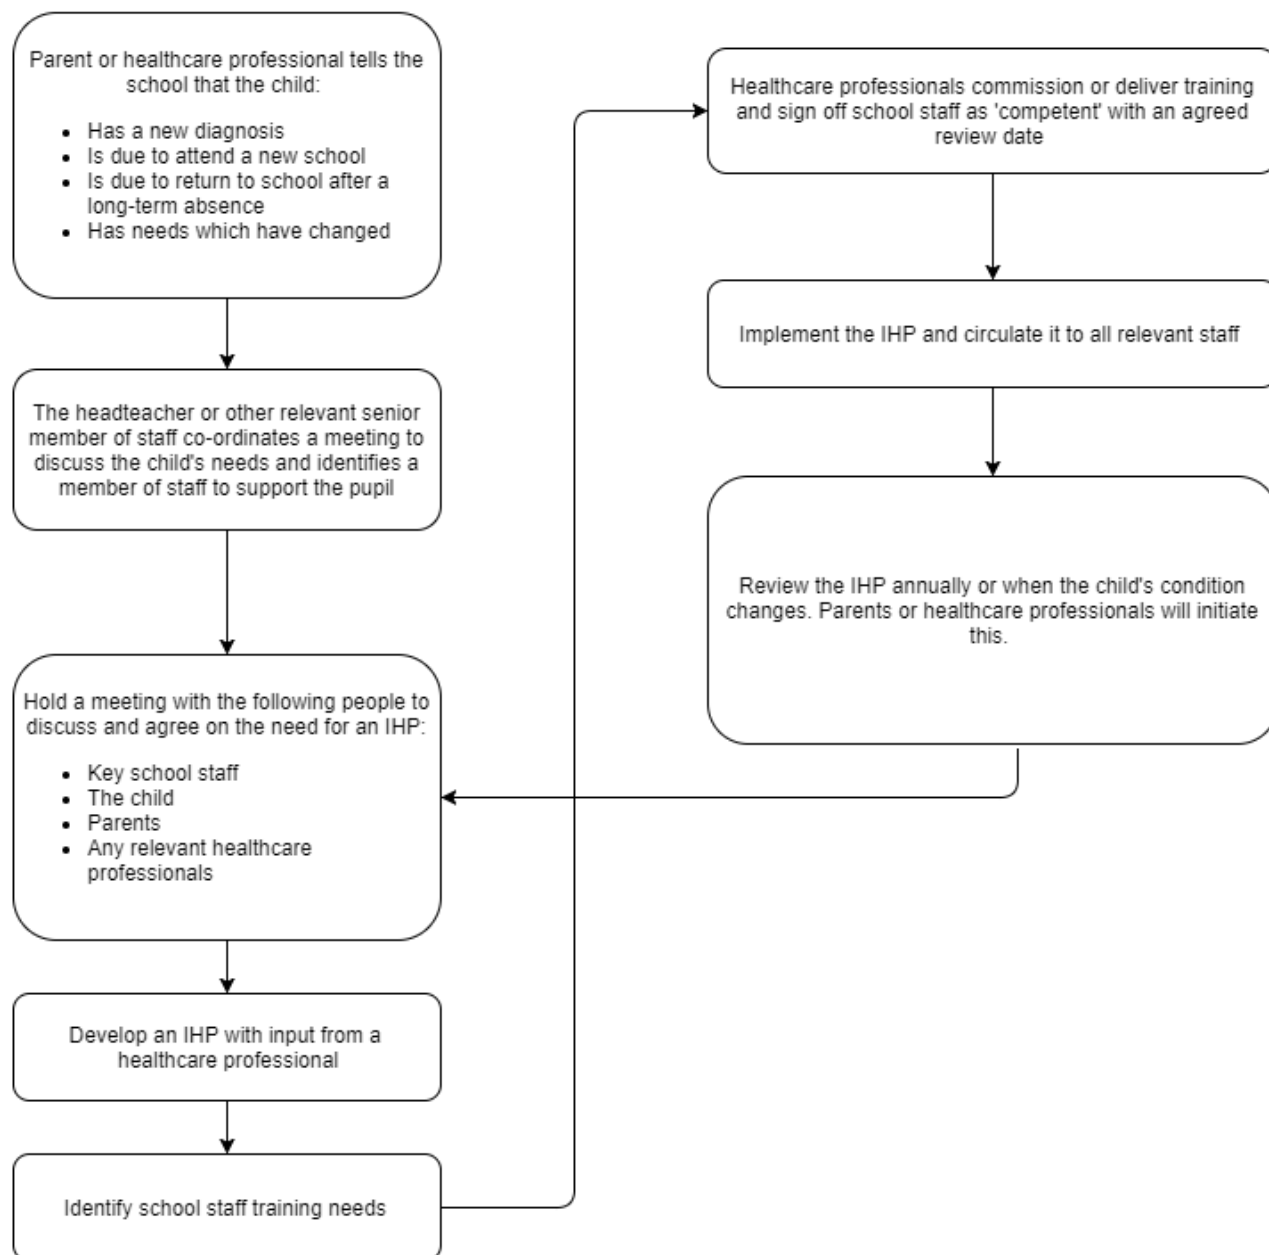 Parent or healthcare professional tells the
school that the child:
• Has a new diagnosis
• Is due to attend a new school
• Is due to return to school after a
long-term absence
• Has needs which have changed
The headteacher or other relevant senior
member of staff co-ordinates a meeting to
discuss the child's needs and identifies a
member of staff to support the pupil
Hold a meeting with the following people to
discuss and agree on the need for an IHP:
• Key school staff
• The child
• Parents
• Any relevant healthcare
professionals
Develop an IHP with input from a
healthcare professional
Identify school staff training needs
Healthcare professionals commission or deliver training
and sign off school staff as 'competent' with an agreed
review date
Implement the IHP and circulate it to all relevant staff
Review the IHP annually or when the child's condition
changes. Parents or healthcare professionals will initiate
this.